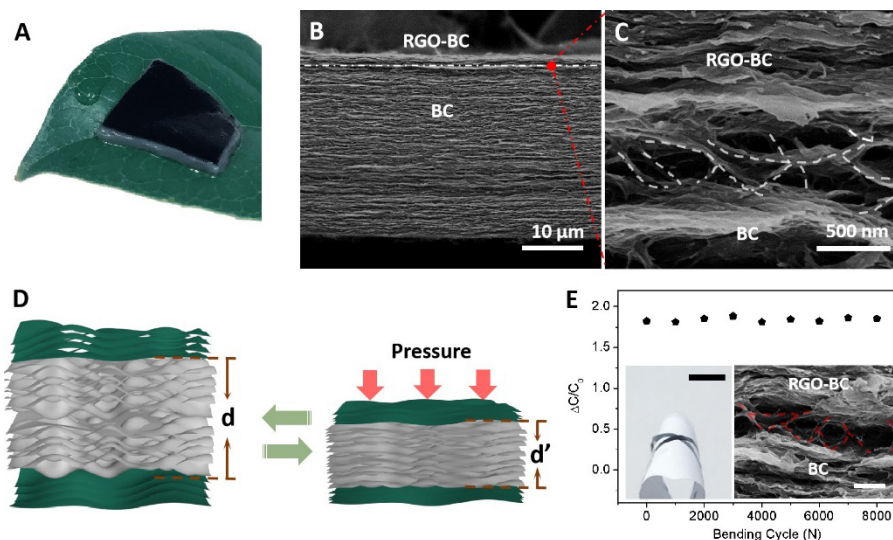 A
B
RGO-BC
BC
10 µm
C
RGO-BC
BC
500 nm
D
d
Pressure
d’
E
ΔC/C₀
2.0
1.5
1.0
0.5
0.0
RGO-BC
BC
0 2000 4000 6000 8000
Bending Cycle (N)